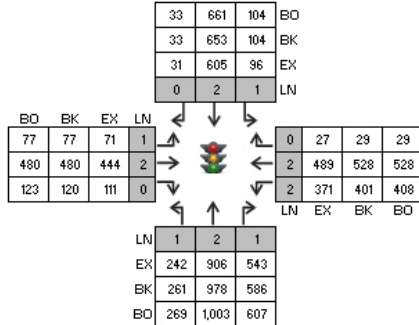 33 661 104 BO
33 653 104 BK
31 605 96 EX
0 2 1 LN
BO BK EX LN
77 77 71 1
480 480 444 2
123 120 111 0
0 27 29 29
2 489 528 528
2 371 401 408
LN EX BK BO
LN 1 2 1
EX 242 906 543
BK 261 978 586
BO 269 1,003 607